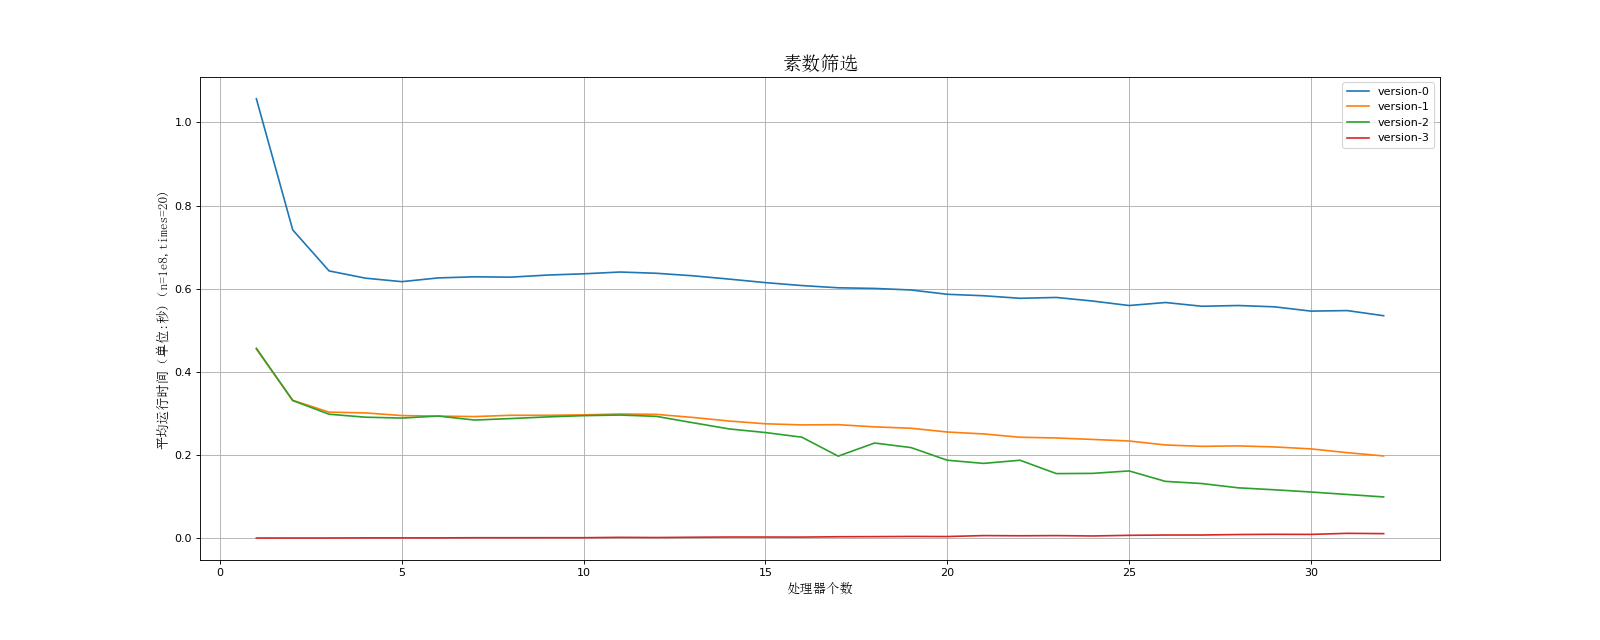 素数筛选
version-0
version-1
version-2
version-3
平均运行时间 (单位:秒) (n=1e8,times=20)
1.0
0.8
0.6
0.4
0.2
0.0
0 5 10 15 20 25 30
处理器个数